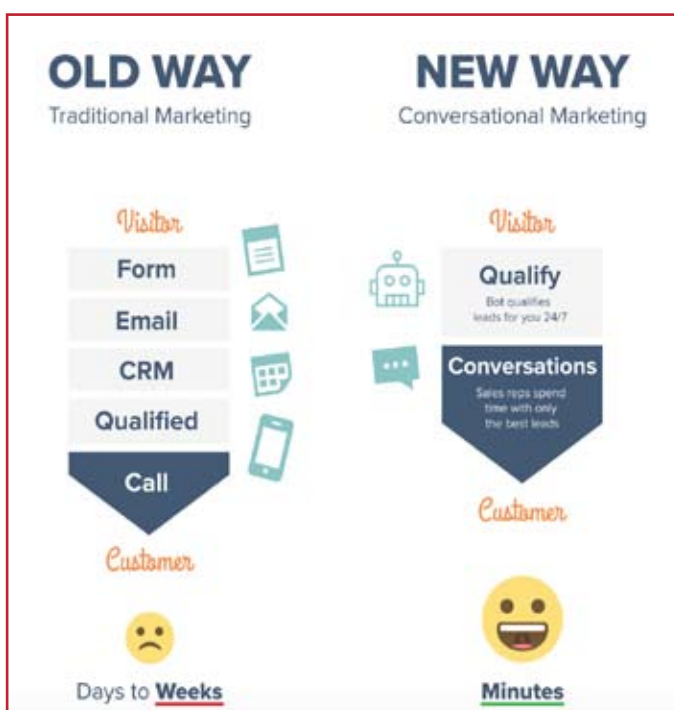 OLD WAY
Traditional Marketing
Visitor
Form
Email
CRM
Qualified
Call
Customer
Days to Weeks
NEW WAY
Conversational Marketing
Visitor
Qualify
Bot qualifies
leads for you 24/7
Conversations
Sales reps spend
time with only
the best leads
Customer
Minutes